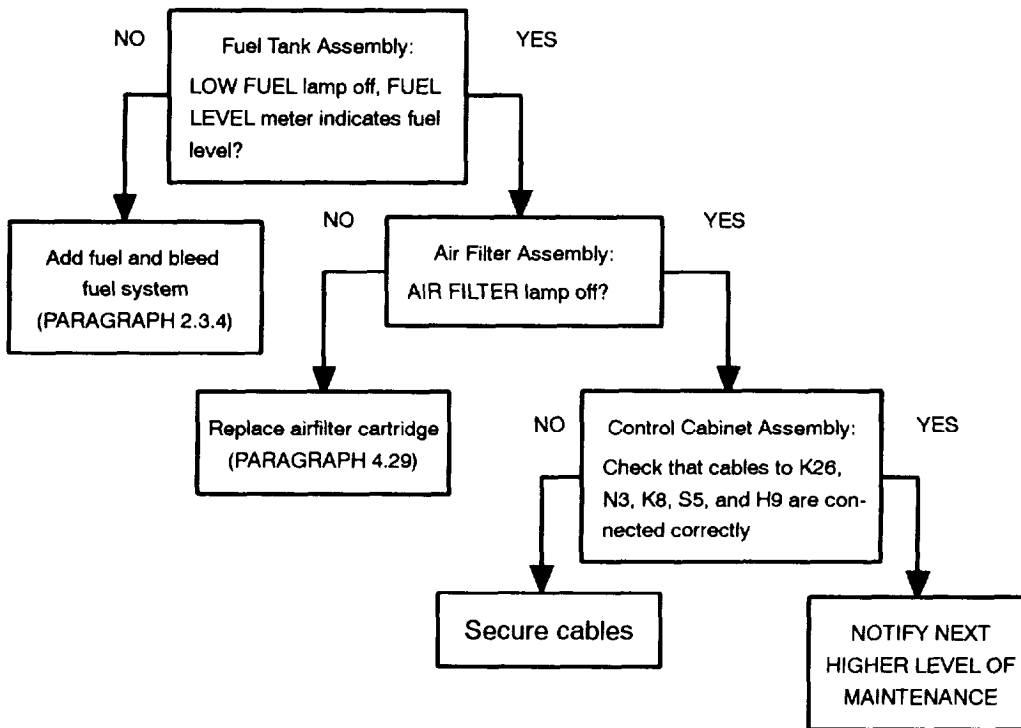 NO
YES
Fuel Tank Assembly:
LOW FUEL lamp off, FUEL
LEVEL meter indicates fuel
level?
NO
YES
Add fuel and bleed
fuel system
(PARAGRAPH 2.3.4)
Air Filter Assembly:
AIR FILTER lamp off?
NO
YES
Replace airfilter cartridge
(PARAGRAPH 4.29)
Control Cabinet Assembly:
Check that cables to K26,
N3, K8, S5, and H9 are con-
nected correctly
Secure cables
NOTIFY NEXT
HIGHER LEVEL OF
MAINTENANCE